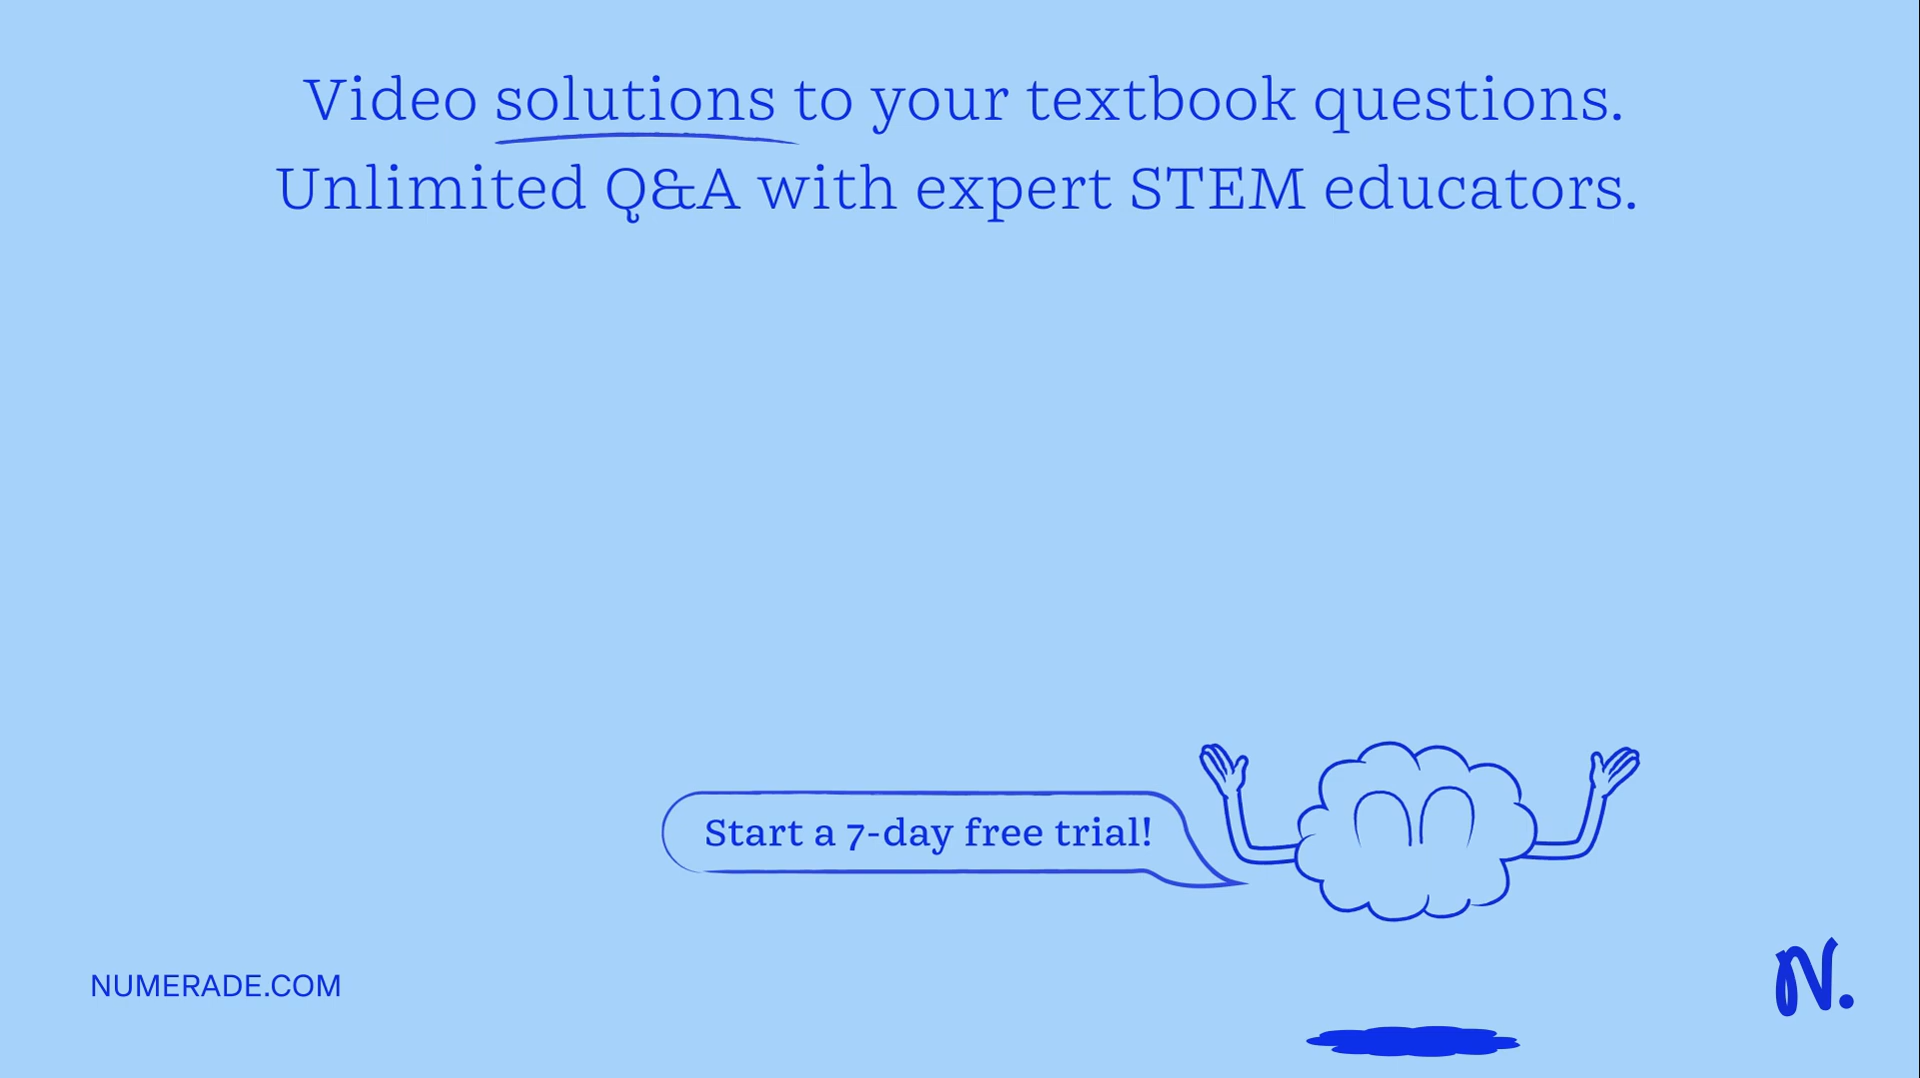 Video solutions to your textbook questions.
Unlimited Q&A with expert STEM educators.
Start a 7-day free trial!
NUMERADE.COM
N.